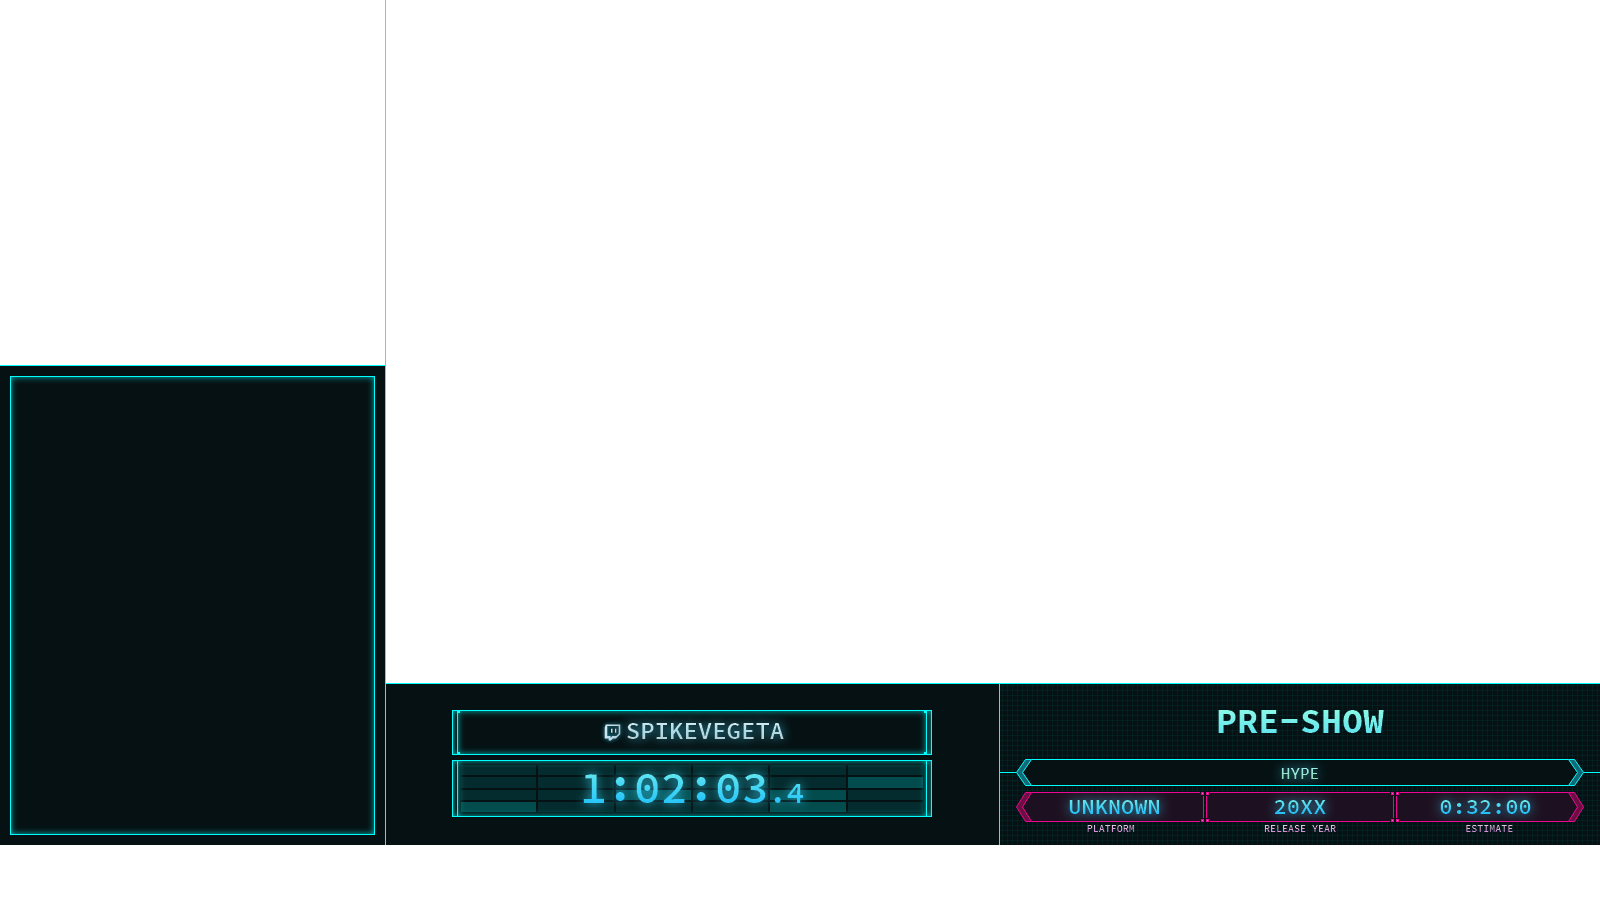 SPIKEVEGETA
1:02:03.4
PRE-SHOW
HYPE
UNKNOWN 20XX 0:32:00
PLATFORM RELEASE YEAR ESTIMATE